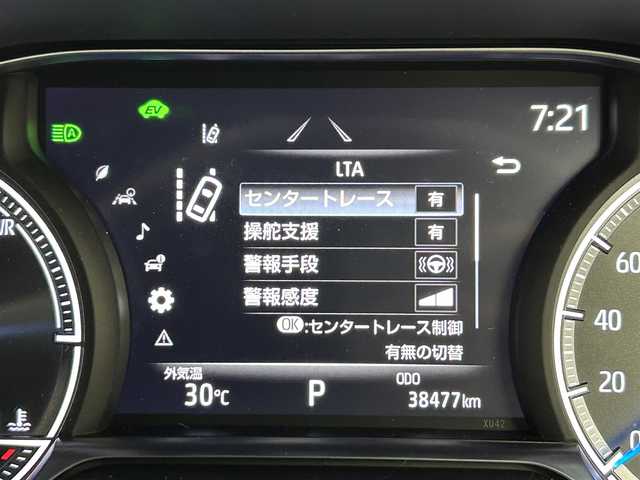 EV
A
7:21
LTA
センタートレース 有
操舵支援 有
警報手段
警報感度
OK:センタートレース制御
有無の切替
外気温
30℃
P
ODO
38477km
XU42
60
40
20
0